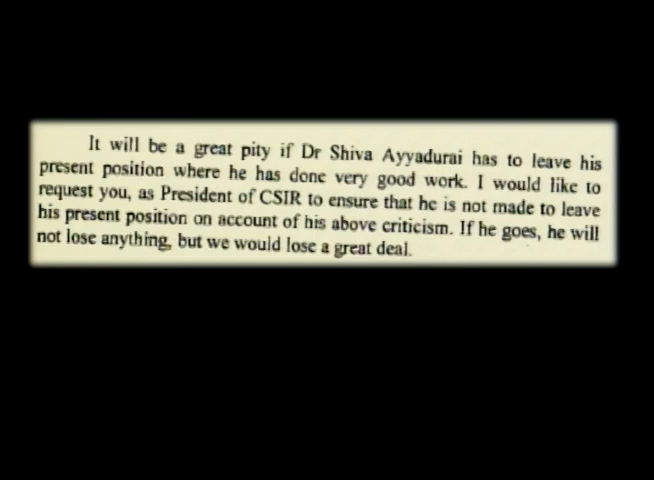 It will be a great pity if Dr Shiva Ayyadurai has to leave his
present position where he has done very good work. I would like to
request you, as President of CSIR to ensure that he is not made to leave
his present position on account of his above criticism. If he goes, he will
not lose anything, but we would lose a great deal.